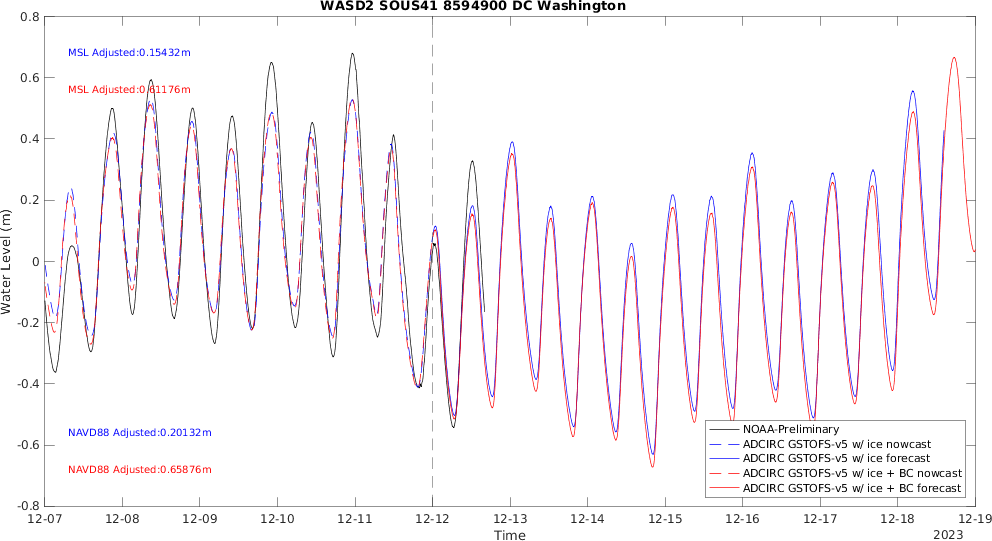 WASD2 SOUS41 8594900 DC Washington
0.8
0.6
0.4
0.2
0
-0.2
-0.4
-0.6
-0.8
Water Level (m)
MSL Adjusted:0.15432m
MSL Adjusted:0.61176m
NAVD88 Adjusted:0.20132m
NAVD88 Adjusted:0.65876m
NOAA-Preliminary
ADCIRC GSTOFS-v5 w/ ice nowcast
ADCIRC GSTOFS-v5 w/ ice forecast
ADCIRC GSTOFS-v5 w/ ice + BC nowcast
ADCIRC GSTOFS-v5 w/ ice + BC forecast
12-07 12-08 12-09 12-10 12-11 12-12 12-13 12-14 12-15 12-16 12-17 12-18 12-19
Time
2023